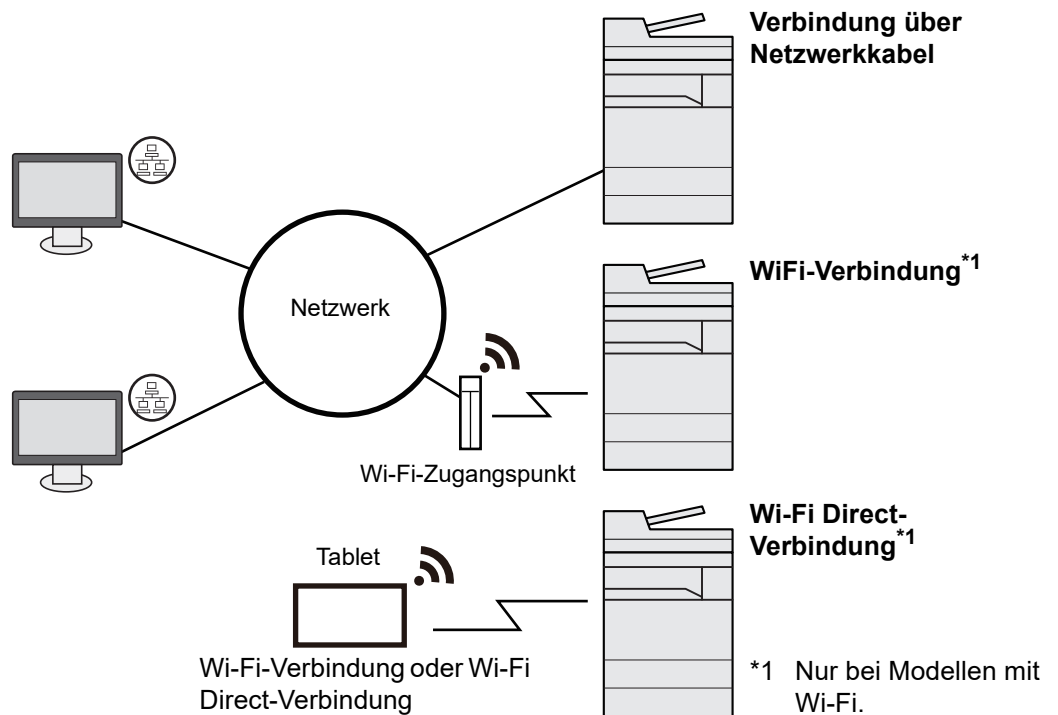 Verbindung über
Netzwerkkabel
Netzwerk
WiFi-Verbindung*1
Wi-Fi-Zugangspunkt
Wi-Fi Direct-
Verbindung*1
Tablet
Wi-Fi-Verbindung oder Wi-Fi
Direct-Verbindung
*1 Nur bei Modellen mit
Wi-Fi.